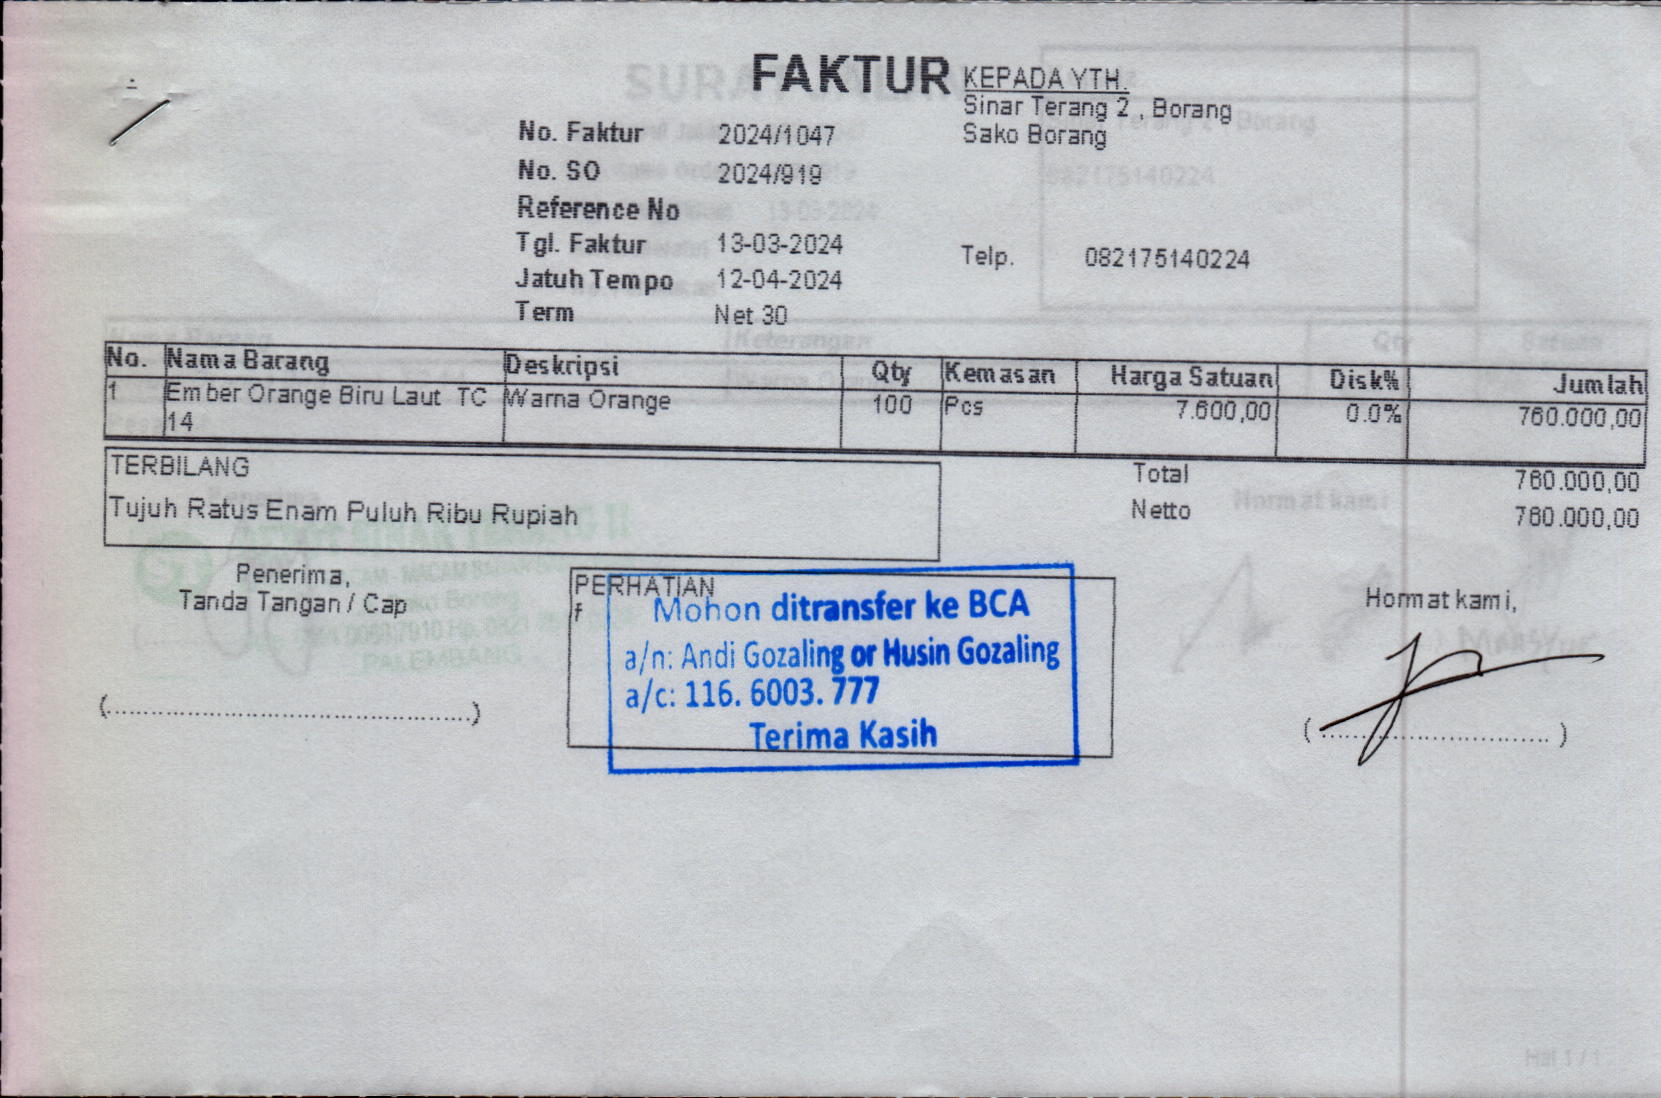 FAKTUR
KEPADA YTH.
Sinar Terang 2 , Borang
Sako Borang
No. Faktur 2024/1047
No. SO 2024/919
Reference No
Tgl. Faktur 13-03-2024
Telp. 082175140224
Jatuh Tempo 12-04-2024
Term Net 30
No. Nama Barang Deskripsi Qty Kemasan Harga Satuan Disk% Jumlah
1 Ember Orange Biru Laut TC Warna Orange 100 Pcs 7.600,00 0.0% 760.000,00
14
TERBILANG
Tujuh Ratus Enam Puluh Ribu Rupiah
Total 760.000,00
Netto 760.000,00
Penerima,
Tanda Tangan / Cap
(...............................................)
PERHATIAN
f
Mohon ditransfer ke BCA
a/n: Andi Gozaling or Husin Gozaling
a/c: 116. 6003. 777
Terima Kasih
Hormat kami,
(.............................. )